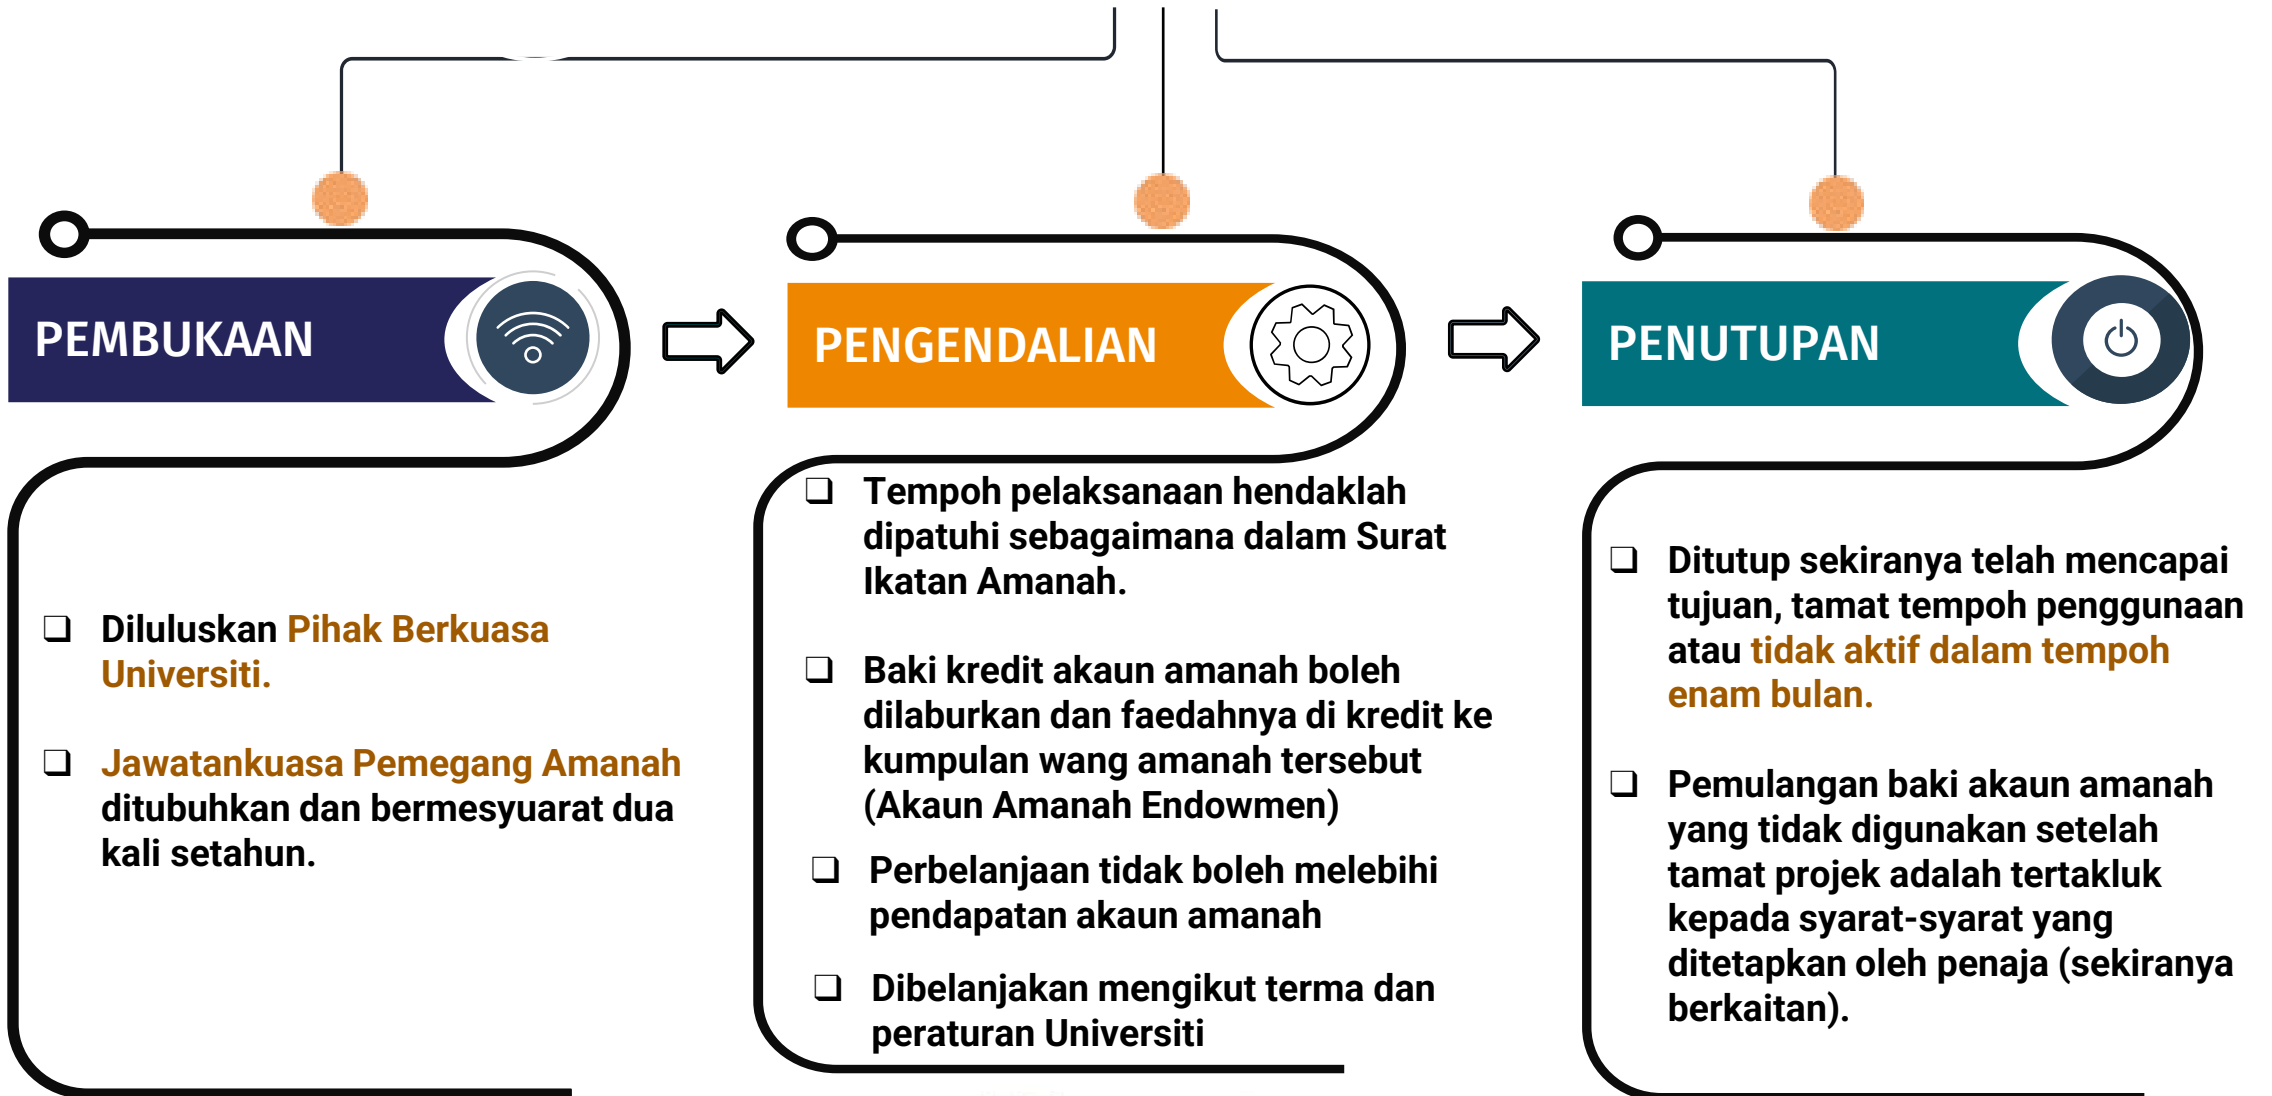 PEMBUKAAN
❑ Diluluskan Pihak Berkuasa
Universiti.
❑ Jawatankuasa Pemegang Amanah
ditubuhkan dan bermesyuarat dua
kali setahun.
PENGENDALIAN
❑ Tempoh pelaksanaan hendaklah
dipatuhi sebagaimana dalam Surat
Ikatan Amanah.
❑ Baki kredit akaun amanah boleh
dilaburkan dan faedahnya di kredit ke
kumpulan wang amanah tersebut
(Akaun Amanah Endowmen)
❑ Perbelanjaan tidak boleh melebihi
pendapatan akaun amanah
❑ Dibelanjakan mengikut terma dan
peraturan Universiti
PENUTUPAN
❑ Ditutup sekiranya telah mencapai
tujuan, tamat tempoh penggunaan
atau tidak aktif dalam tempoh
enam bulan.
❑ Pemulangan baki akaun amanah
yang tidak digunakan setelah
tamat projek adalah tertakluk
kepada syarat-syarat yang
ditetapkan oleh penaja (sekiranya
berkaitan).